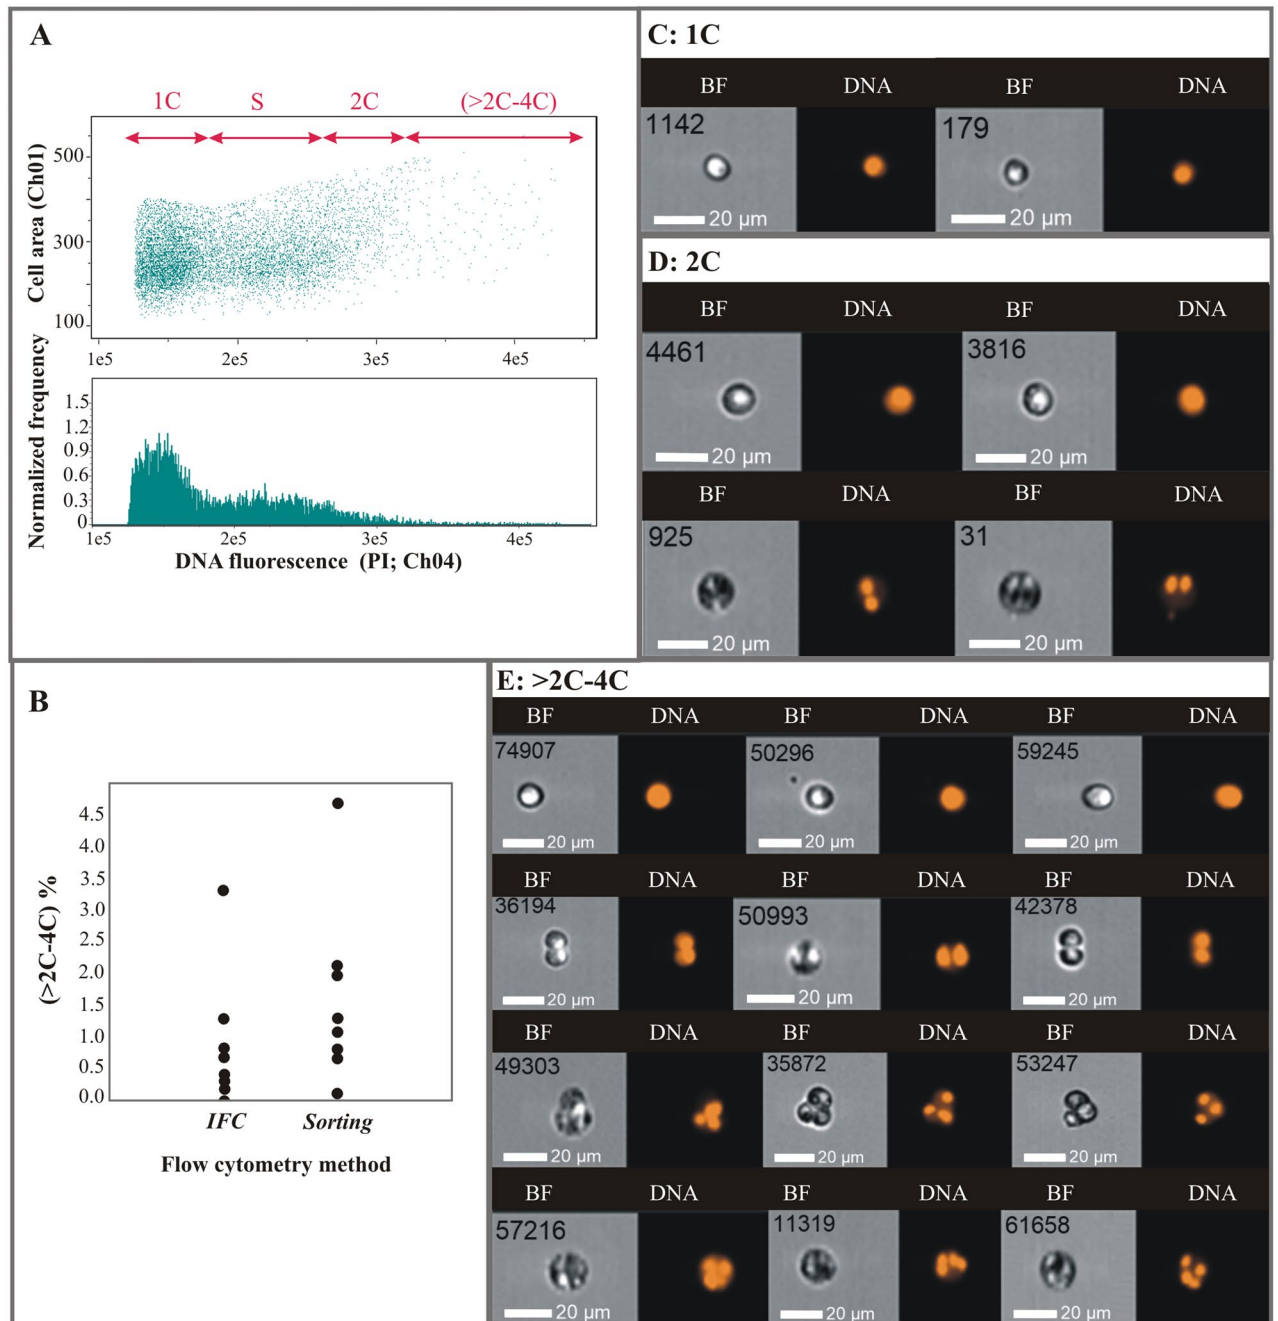 A
1C S 2C (>2C-4C)
Cell area (Ch01)
500
300
100
1e5 2e5 3e5 4e5
Normalized frequency
1.5
1.2
0.9
0.6
0.3
0
1e5 2e5 3e5 4e5
DNA fluorescence (PI; Ch04)
C: 1C
BF DNA BF DNA
1142 179
20 µm 20 µm
D: 2C
BF DNA BF DNA
4461 3816
20 µm 20 µm
BF DNA BF DNA
925 31
20 µm 20 µm
B
(>2C-4C) %
4.5
4.0
3.5
3.0
2.5
2.0
1.5
1.0
0.5
0.0
IFC Sorting
Flow cytometry method
E: >2C-4C
BF DNA BF DNA BF DNA
74907 50296 59245
20 µm 20 µm 20 µm
BF DNA BF DNA BF DNA
36194 50993 42378
20 µm 20 µm 20 µm
BF DNA BF DNA BF DNA
49303 35872 53247
20 µm 20 µm 20 µm
BF DNA BF DNA BF DNA
57216 11319 61658
20 µm 20 µm 20 µm